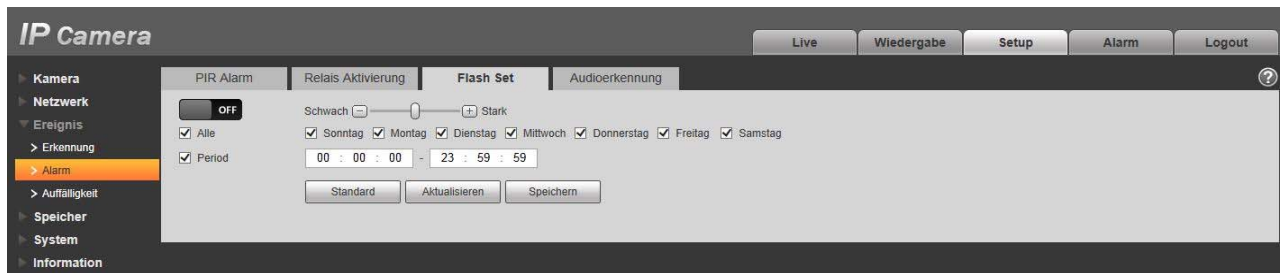 IP Camera
Live Wiedergabe Setup Alarm Logout
Kamera
Netzwerk
Ereignis
> Erkennung
> Alarm
> Auffälligkeit
Speicher
System
Information
PIR Alarm Relais Aktivierung Flash Set Audioerkennung ?
OFF Schwach - + Stark
Alle Sonntag Montag Dienstag Mittwoch Donnerstag Freitag Samstag
Period 00 : 00 : 00 - 23 : 59 : 59
Standard Aktualisieren Speichern